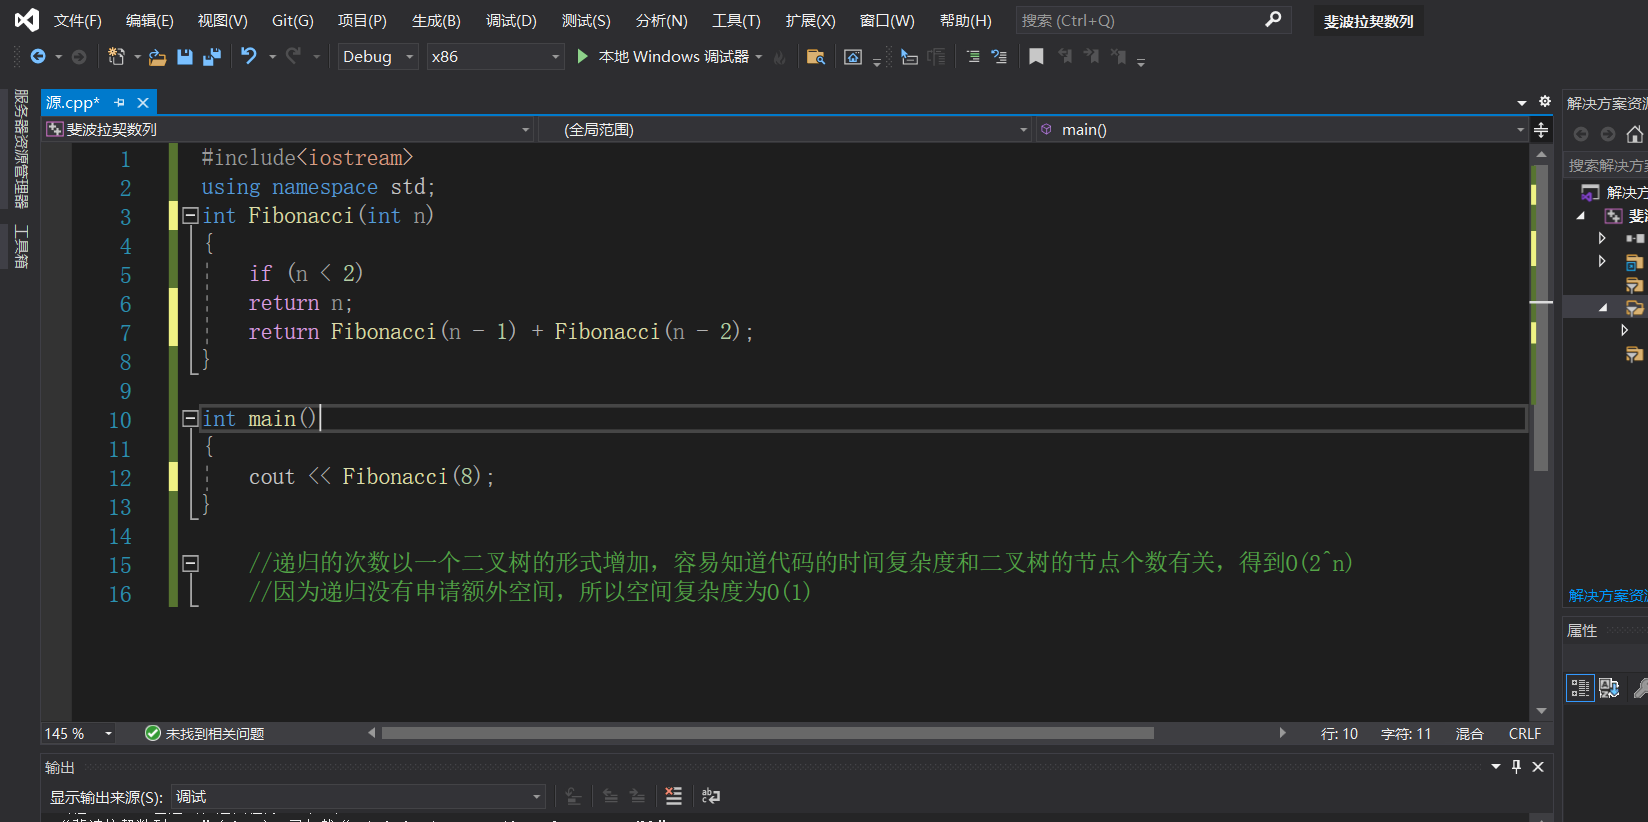 文件(F) 编辑(E) 视图(V) Git(G) 项目(P) 生成(B) 调试(D) 测试(S) 分析(N) 工具(T) 扩展(X) 窗口(W) 帮助(H) 搜索 (Ctrl+Q) 斐波拉契数列
Debug x86 本地 Windows 调试器
服务器资源管理器
工具箱
源.cpp*
解决方案资源
斐波拉契数列 (全局范围) main()
搜索解决方案
解决方
1 #include<iostream>
2 using namespace std;
3 int Fibonacci(int n)
4 {
5 if (n < 2)
6 return n;
7 return Fibonacci(n - 1) + Fibonacci(n - 2);
8 }
9
10 int main()
11 {
12 cout << Fibonacci(8);
13 }
14
15 //递归的次数以一个二叉树的形式增加，容易知道代码的时间复杂度和二叉树的节点个数有关，得到O(2^n)
16 //因为递归没有申请额外空间，所以空间复杂度为O(1)
解决方案资源
属性
145 % 未找到相关问题 行: 10 字符: 11 混合 CRLF
输出
显示输出来源(S): 调试